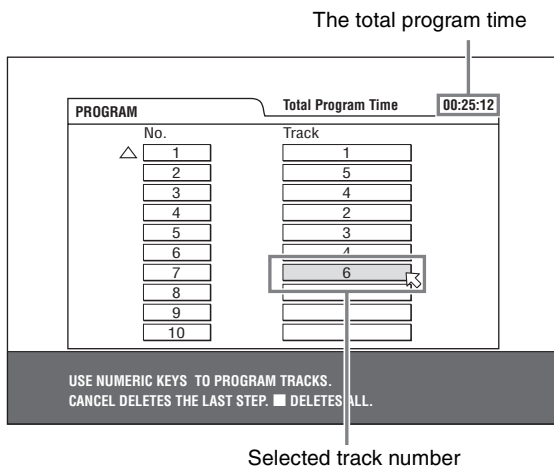 The total program time
PROGRAM Total Program Time 00:25:12
No. Track
1 1
2 5
3 4
4 2
5 3
6 4
7 6
8
9
10
USE NUMERIC KEYS TO PROGRAM TRACKS.
CANCEL DELETES THE LAST STEP. ■ DELETES ALL.
Selected track number